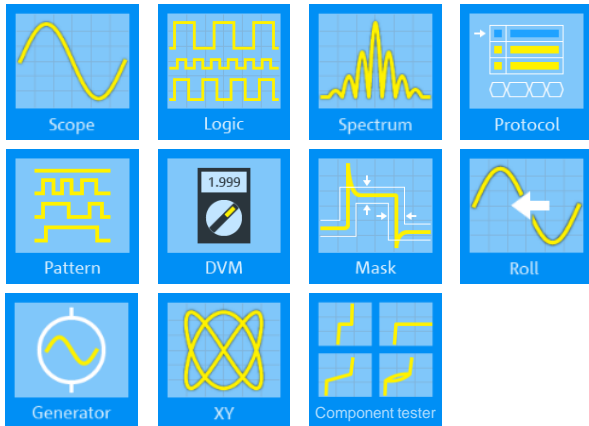 Scope
Logic
Spectrum
Protocol
Pattern
1.999
DVM
Mask
Roll
Generator
XY
Component tester